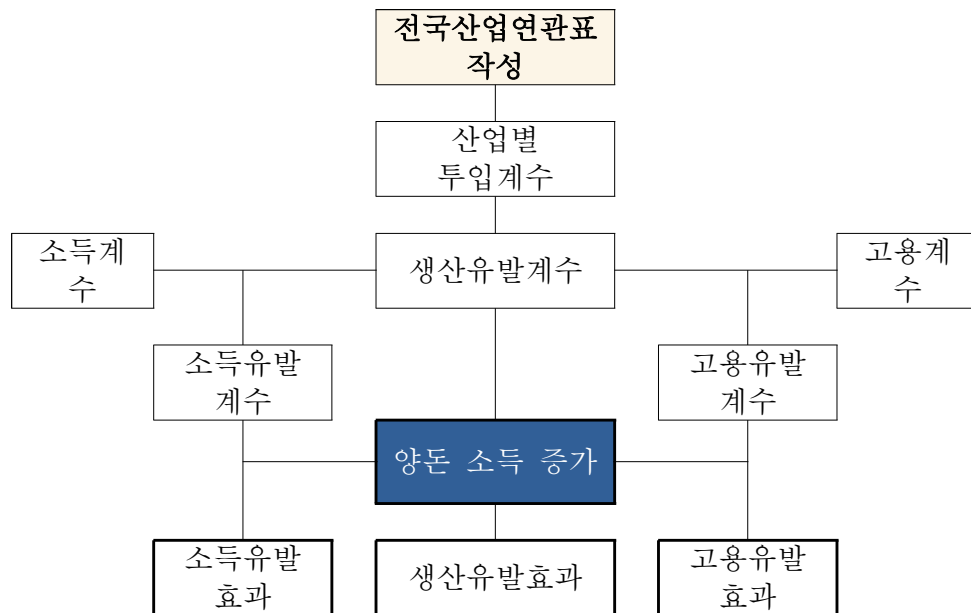 전국산업연관표
작성
산업별
투입계수
소득계
수
생산유발계수
고용계
수
소득유발
계수
고용유발
계수
양돈 소득 증가
소득유발
효과
생산유발효과
고용유발
효과